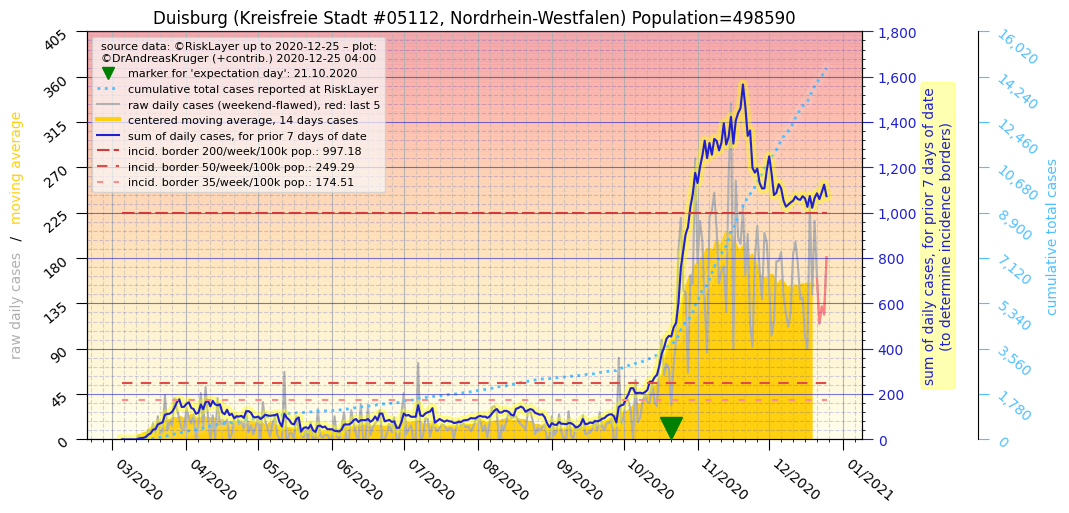 Duisburg (Kreisfreie Stadt #05112, Nordrhein-Westfalen) Population=498590
source data: ©RiskLayer up to 2020-12-25 – plot:
©DrAndreasKruger (+contrib.) 2020-12-25 04:00
marker for 'expectation day': 21.10.2020
cumulative total cases reported at RiskLayer
raw daily cases (weekend-flawed), red: last 5
centered moving average, 14 days cases
sum of daily cases, for prior 7 days of date
incid. border 200/week/100k pop.: 997.18
incid. border 50/week/100k pop.: 249.29
incid. border 35/week/100k pop.: 174.51
raw daily cases / moving average
405
360
315
270
225
180
135
90
45
0
03/2020
04/2020
05/2020
06/2020
07/2020
08/2020
09/2020
10/2020
11/2020
12/2020
01/2021
1,800
1,600
1,400
1,200
1,000
800
600
400
200
0
sum of daily cases, for prior 7 days of date
(to determine incidence borders)
16,020
14,240
12,460
10,680
8,900
7,120
5,340
3,560
1,780
0
cumulative total cases